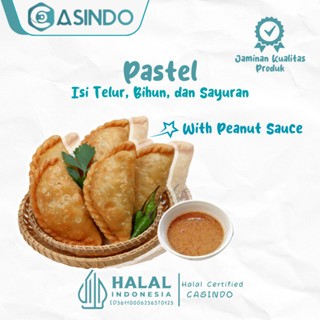 CASINDO
Jaminan Kualitas
Produk
Pastel
Isi Telur, Bihun, dan Sayuran
With Peanut Sauce
HALAL
INDONESIA
Halal Certified
CASINDO